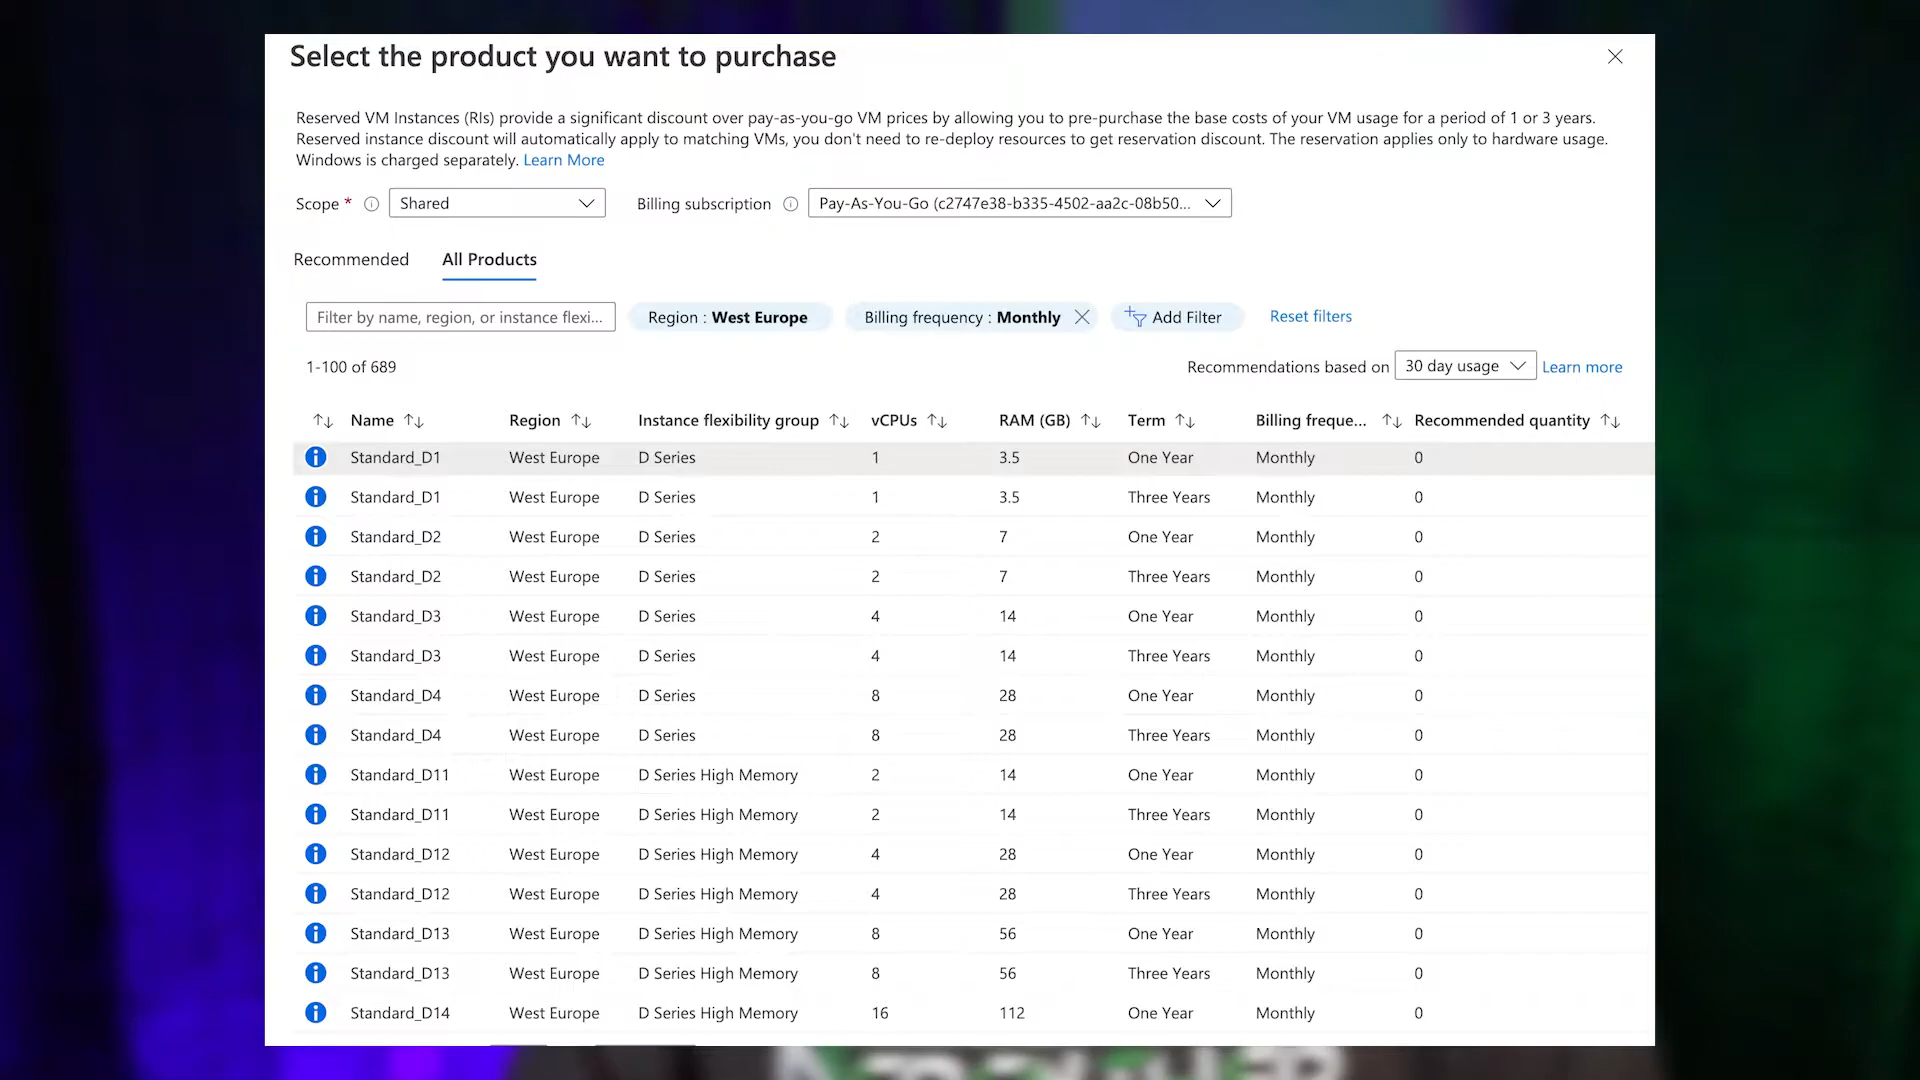 Select the product you want to purchase
Reserved VM Instances (RIs) provide a significant discount over pay-as-you-go VM prices by allowing you to pre-purchase the base costs of your VM usage for a period of 1 or 3 years.
Reserved instance discount will automatically apply to matching VMs, you don't need to re-deploy resources to get reservation discount. The reservation applies only to hardware usage.
Windows is charged separately. Learn More
Scope * Shared Billing subscription Pay-As-You-Go (c2747e38-b335-4502-aa2c-08b50...
Recommended All Products
Filter by name, region, or instance flexi... Region : West Europe Billing frequency : Monthly Add Filter Reset filters
1-100 of 689 Recommendations based on 30 day usage Learn more
Name Region Instance flexibility group vCPUs RAM (GB) Term Billing freque... Recommended quantity
Standard_D1 West Europe D Series 1 3.5 One Year Monthly 0
Standard_D1 West Europe D Series 1 3.5 Three Years Monthly 0
Standard_D2 West Europe D Series 2 7 One Year Monthly 0
Standard_D2 West Europe D Series 2 7 Three Years Monthly 0
Standard_D3 West Europe D Series 4 14 One Year Monthly 0
Standard_D3 West Europe D Series 4 14 Three Years Monthly 0
Standard_D4 West Europe D Series 8 28 One Year Monthly 0
Standard_D4 West Europe D Series 8 28 Three Years Monthly 0
Standard_D11 West Europe D Series High Memory 2 14 One Year Monthly 0
Standard_D11 West Europe D Series High Memory 2 14 Three Years Monthly 0
Standard_D12 West Europe D Series High Memory 4 28 One Year Monthly 0
Standard_D12 West Europe D Series High Memory 4 28 Three Years Monthly 0
Standard_D13 West Europe D Series High Memory 8 56 One Year Monthly 0
Standard_D13 West Europe D Series High Memory 8 56 Three Years Monthly 0
Standard_D14 West Europe D Series High Memory 16 112 One Year Monthly 0